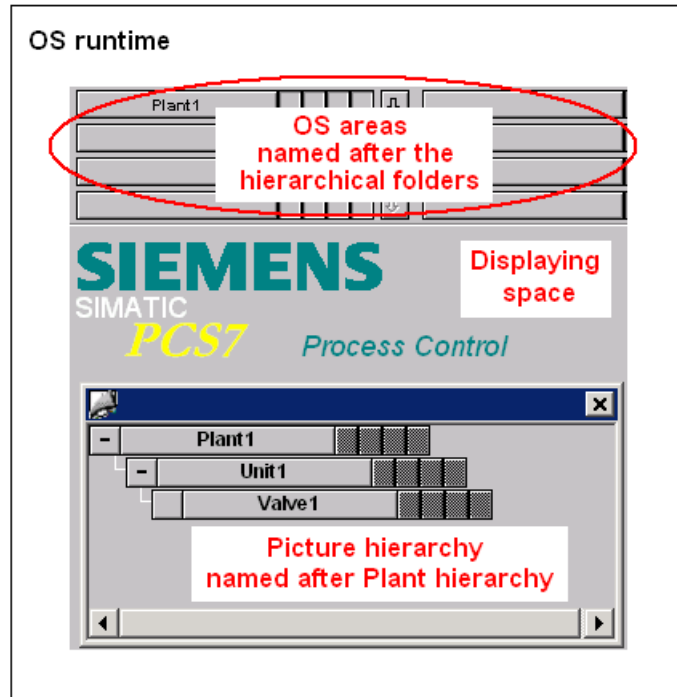 OS runtime
Plant1
OS areas
named after the
hierarchical folders
SIEMENS
SIMATIC
PCS7
Process Control
Displaying
space
Plant1
Unit1
Valve1
Picture hierarchy
named after Plant hierarchy